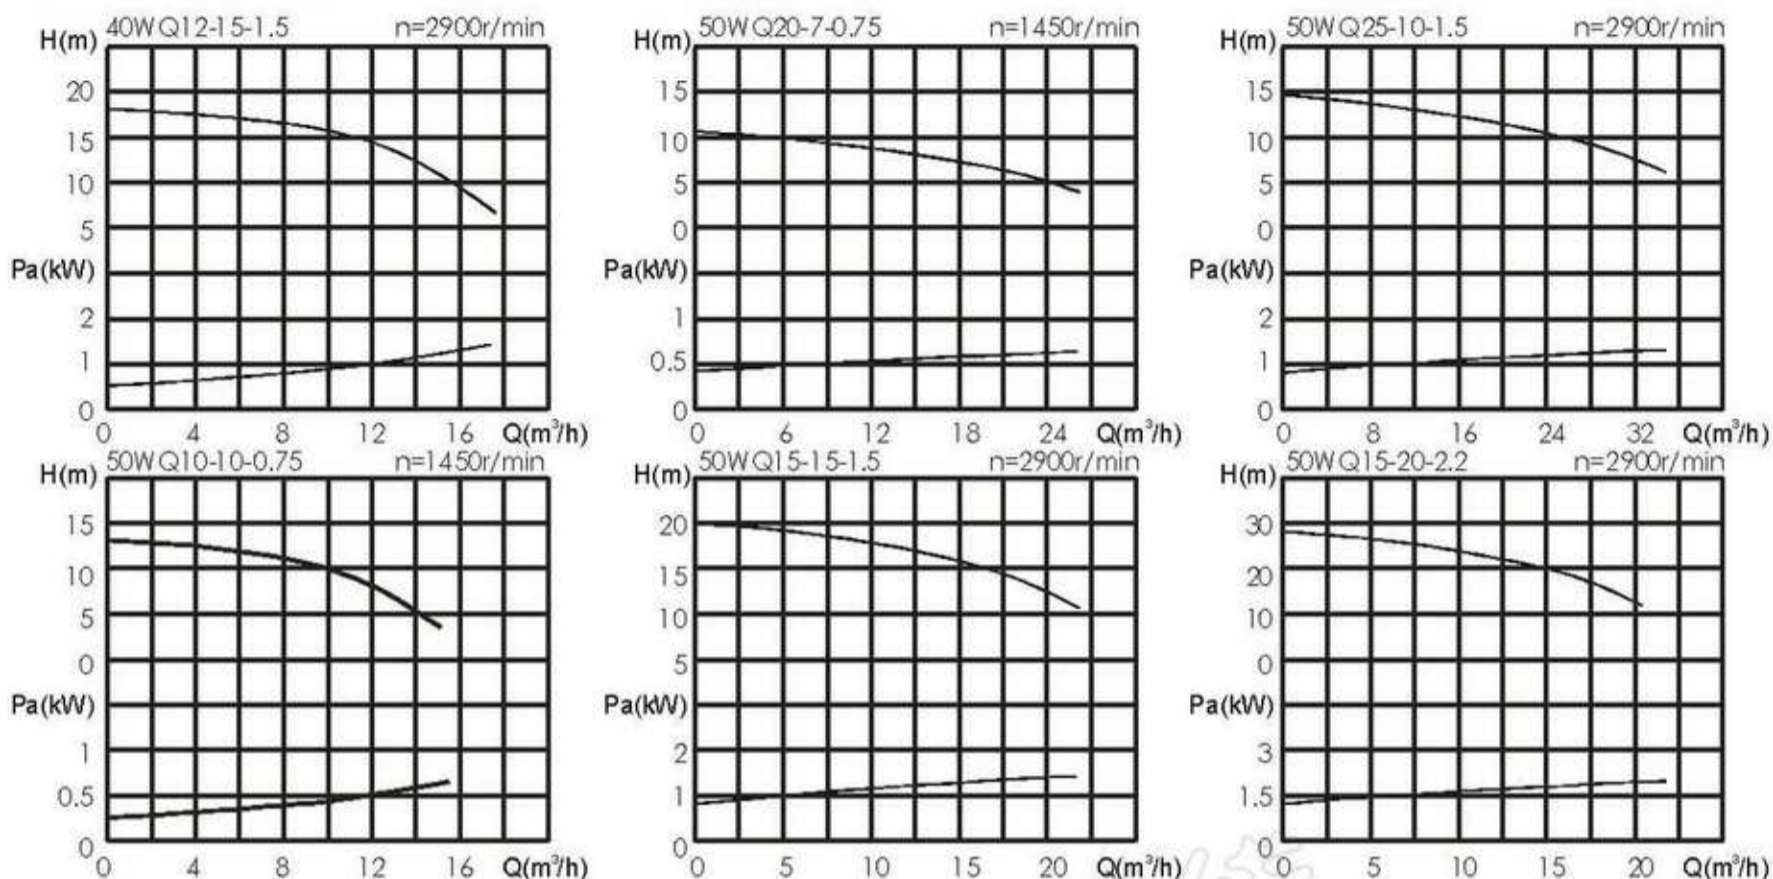 40WQ12-15-1.5 n=2900r/min
H(m)
20
15
10
5
Pa(kW)
2
1
0
0 4 8 12 16 Q(m³/h)
50WQ20-7-0.75 n=1450r/min
H(m)
15
10
5
0
Pa(kW)
1
0.5
0
0 6 12 18 24 Q(m³/h)
50WQ25-10-1.5 n=2900r/min
H(m)
15
10
5
0
Pa(kW)
2
1
0
0 8 16 24 32 Q(m³/h)
50WQ10-10-0.75 n=1450r/min
H(m)
15
10
5
0
Pa(kW)
1
0.5
0
0 4 8 12 16 Q(m³/h)
50WQ15-15-1.5 n=2900r/min
H(m)
20
15
10
5
Pa(kW)
2
1
0
0 5 10 15 20 Q(m³/h)
50WQ15-20-2.2 n=2900r/min
H(m)
30
20
10
0
Pa(kW)
3
1.5
0
0 5 10 15 20 Q(m³/h)